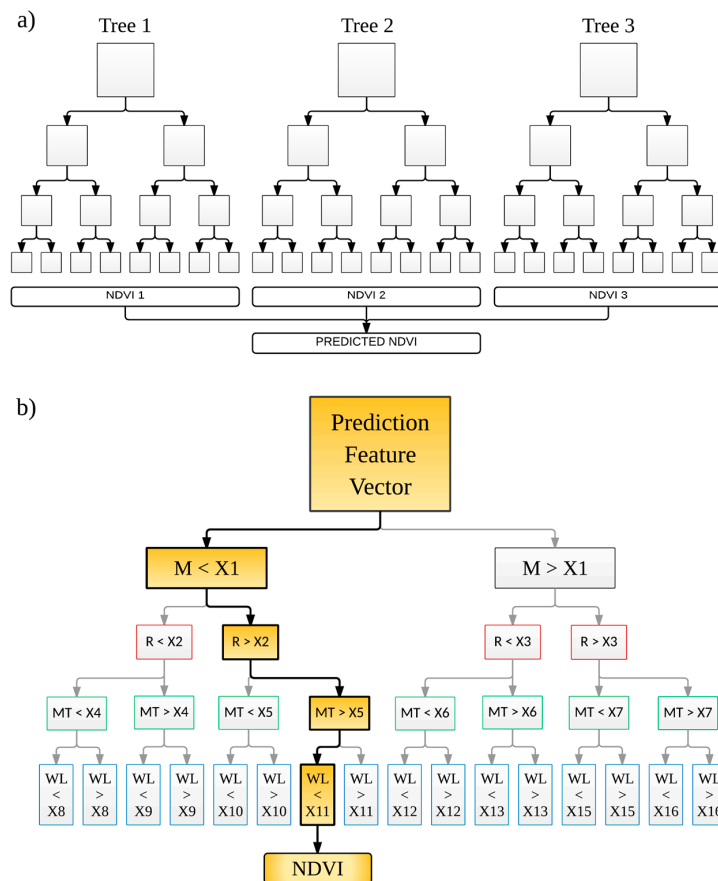 a)
Tree 1 Tree 2 Tree 3
NDVI 1 NDVI 2 NDVI 3
PREDICTED NDVI
b)
Prediction
Feature
Vector
M < X1 M > X1
R < X2 R > X2 R < X3 R > X3
MT < X4 MT > X4 MT < X5 MT > X5 MT < X6 MT > X6 MT < X7 MT > X7
WL WL WL WL WL WL WL WL WL WL WL WL WL WL WL WL
< > < > < > < > < > < > < > < >
X8 X8 X9 X9 X10 X10 X11 X11 X12 X12 X13 X13 X15 X15 X16 X16
NDVI